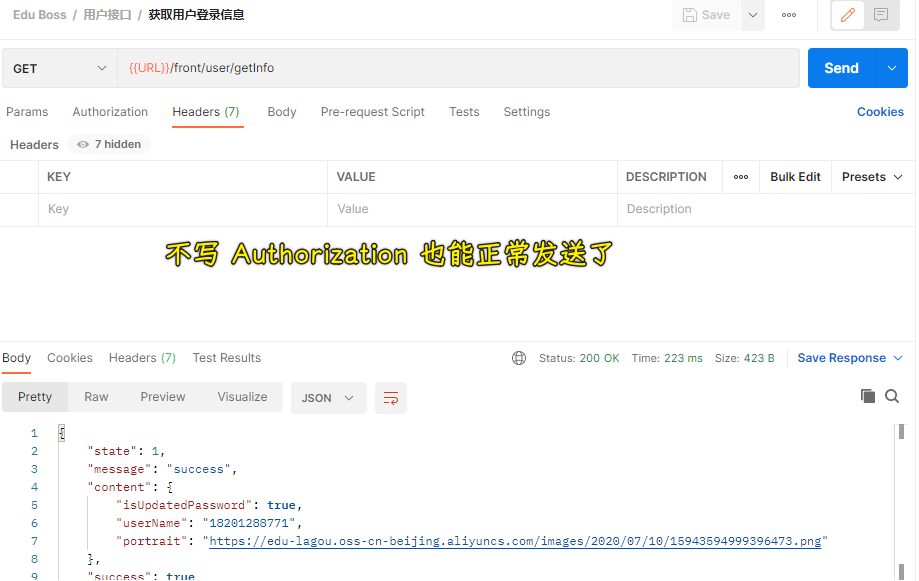 Edu Boss / 用户接口 / 获取用户登录信息
Save
GET
{{URL}}/front/user/getInfo
Send
Params
Authorization
Headers (7)
Body
Pre-request Script
Tests
Settings
Cookies
Headers
7 hidden
KEY
VALUE
DESCRIPTION
Bulk Edit
Presets
Key
Value
Description
不写 Authorization 也能正常发送了
Body
Cookies
Headers (7)
Test Results
Status: 200 OK
Time: 223 ms
Size: 423 B
Save Response
Pretty
Raw
Preview
Visualize
JSON
1 {
2 "state": 1,
3 "message": "success",
4 "content": {
5 "isUpdatedPassword": true,
6 "userName": "18201288771",
7 "portrait": "https://edu-lagou.oss-cn-beijing.aliyuncs.com/images/2020/07/10/15943594999396473.png"
8 },
9 "success": true